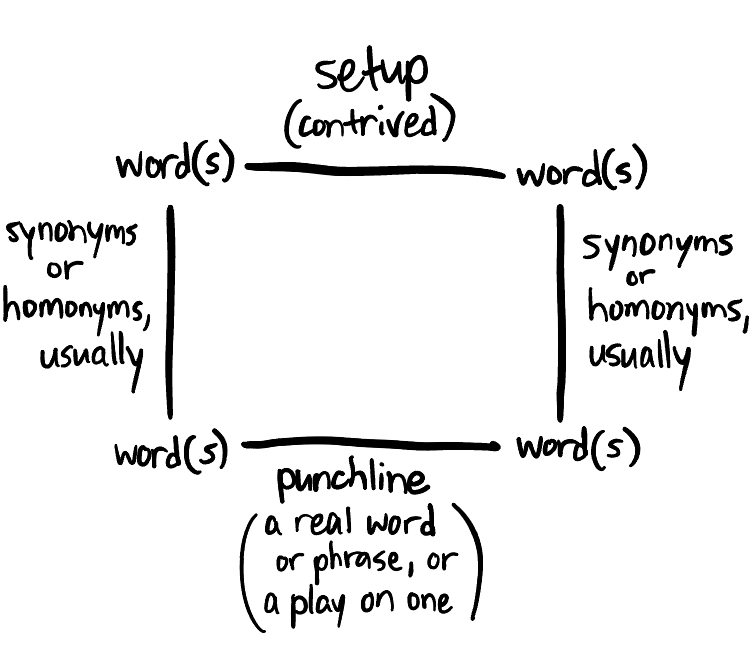 setup
(contrived)
word(s)
word(s)
synonyms
or
homonyms,
usually
synonyms
or
homonyms,
usually
word(s)
word(s)
punchline
(a real word
or phrase, or
a play on one)